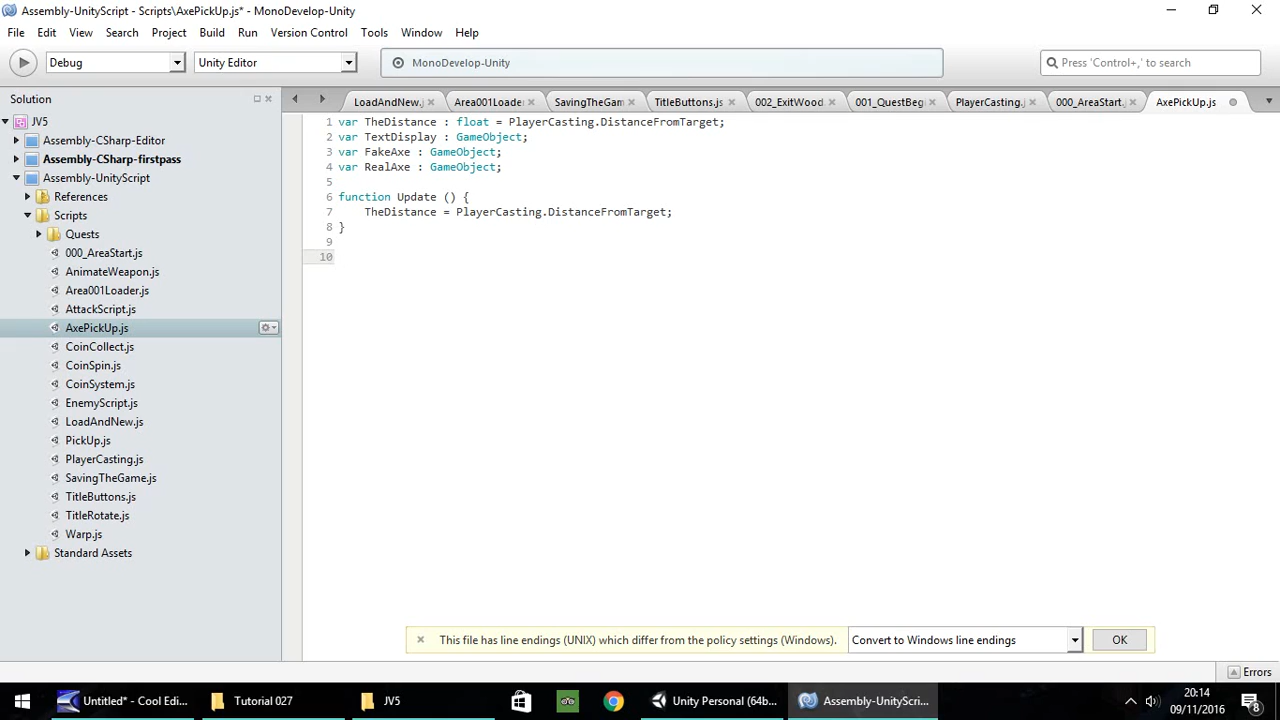 Assembly-UnityScript - Scripts\AxePickUp.js* - MonoDevelop-Unity
File Edit View Search Project Build Run Version Control Tools Window Help
Debug Unity Editor MonoDevelop-Unity Press 'Control+,' to search
Solution
LoadAndNew.j Area001Loade SavingTheGam TitleButtons.js 002_ExitWood 001_QuestBegi PlayerCasting.j 000_AreaStart. AxePickUp.js
JV5
Assembly-CSharp-Editor
Assembly-CSharp-firstpass
Assembly-UnityScript
References
Scripts
Quests
000_AreaStart.js
AnimateWeapon.js
Area001Loader.js
AttackScript.js
AxePickUp.js
CoinCollect.js
CoinSpin.js
CoinSystem.js
EnemyScript.js
LoadAndNew.js
PickUp.js
PlayerCasting.js
SavingTheGame.js
TitleButtons.js
TitleRotate.js
Warp.js
Standard Assets
1 var TheDistance : float = PlayerCasting.DistanceFromTarget;
2 var TextDisplay : GameObject;
3 var FakeAxe : GameObject;
4 var RealAxe : GameObject;
5
6 function Update () {
7 TheDistance = PlayerCasting.DistanceFromTarget;
8 }
9
10
This file has line endings (UNIX) which differ from the policy settings (Windows). Convert to Windows line endings OK
Errors
Untitled* - Cool Edi... Tutorial 027 JV5 Unity Personal (64b... Assembly-UnityScri... 20:14
09/11/2016 8